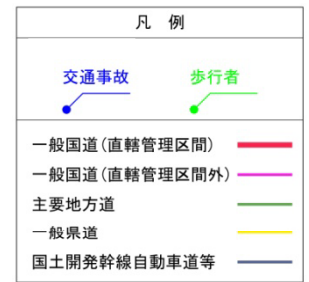 凡 例
交通事故 歩行者
一般国道(直轄管理区間)
一般国道(直轄管理区間外)
主要地方道
一般県道
国土開発幹線自動車道等